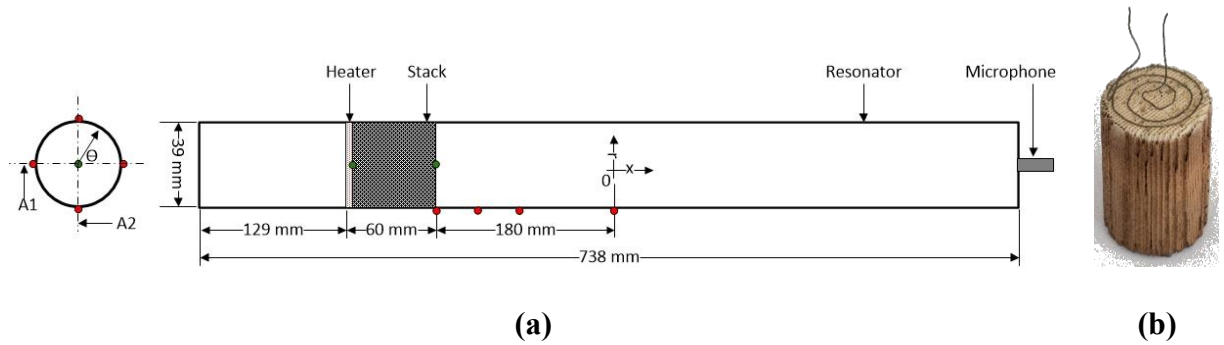 Heater Stack Resonator Microphone
39 mm
Θ
r
0 x
A1
A2
129 mm 60 mm 180 mm
738 mm
(a) (b)